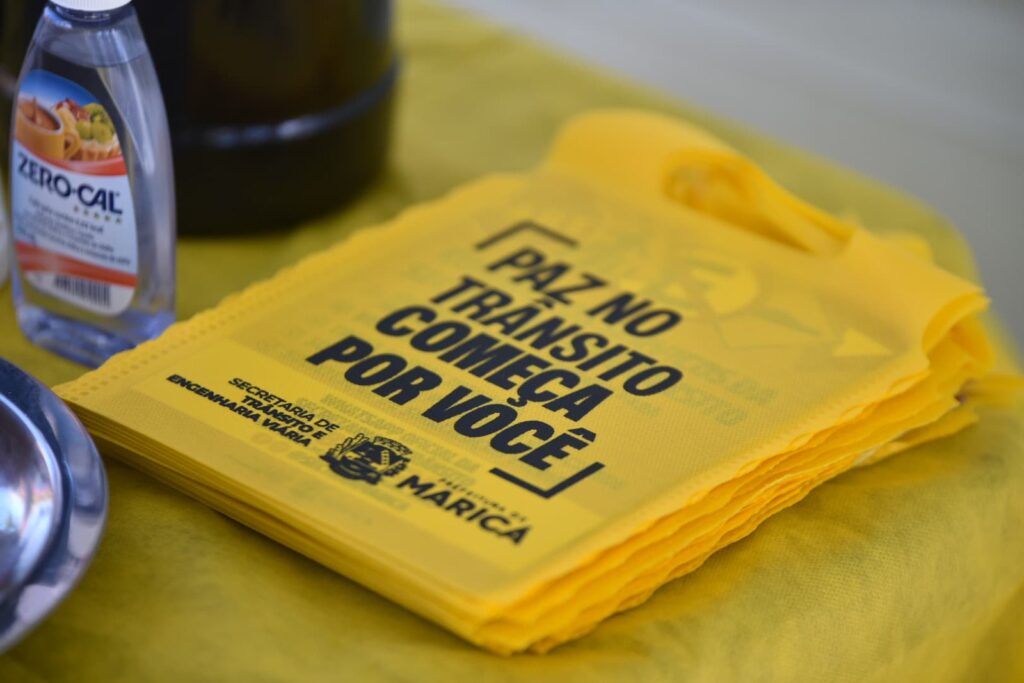 ZERO-CAL
PAZ NO
TRÂNSITO
COMEÇA
POR VOCÊ
SECRETARIA DE
TRÂNSITO E
ENGENHARIA VIÁRIA
PREFEITURA DE
MARICÁ